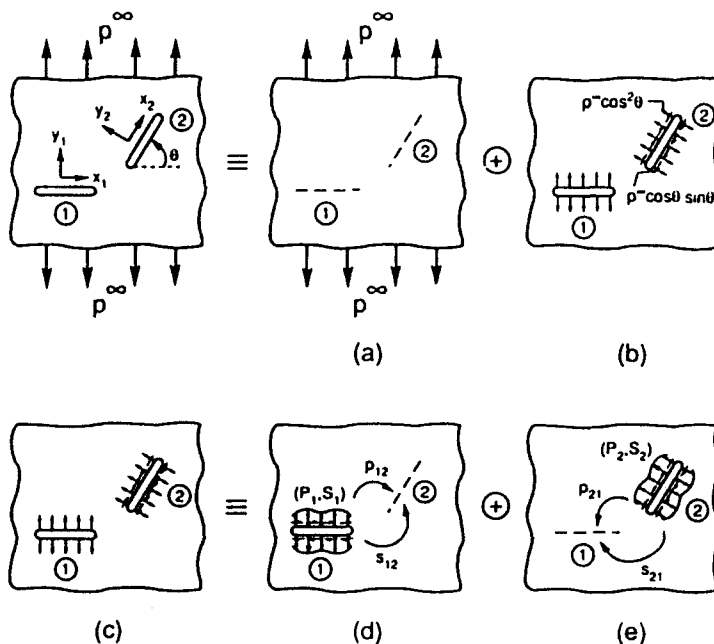 p∞ p∞
y₁ x₁ y₂ x₂ θ ① ② ≡ ① ② ⊕ p∞cos²θ ② p∞cosθ sinθ ①
p∞ p∞
(a) (b)
① ② ≡ (P₁,S₁) p₁₂ ② s₁₂ ① ⊕ (P₂,S₂) p₂₁ ② ① s₂₁
(c) (d) (e)